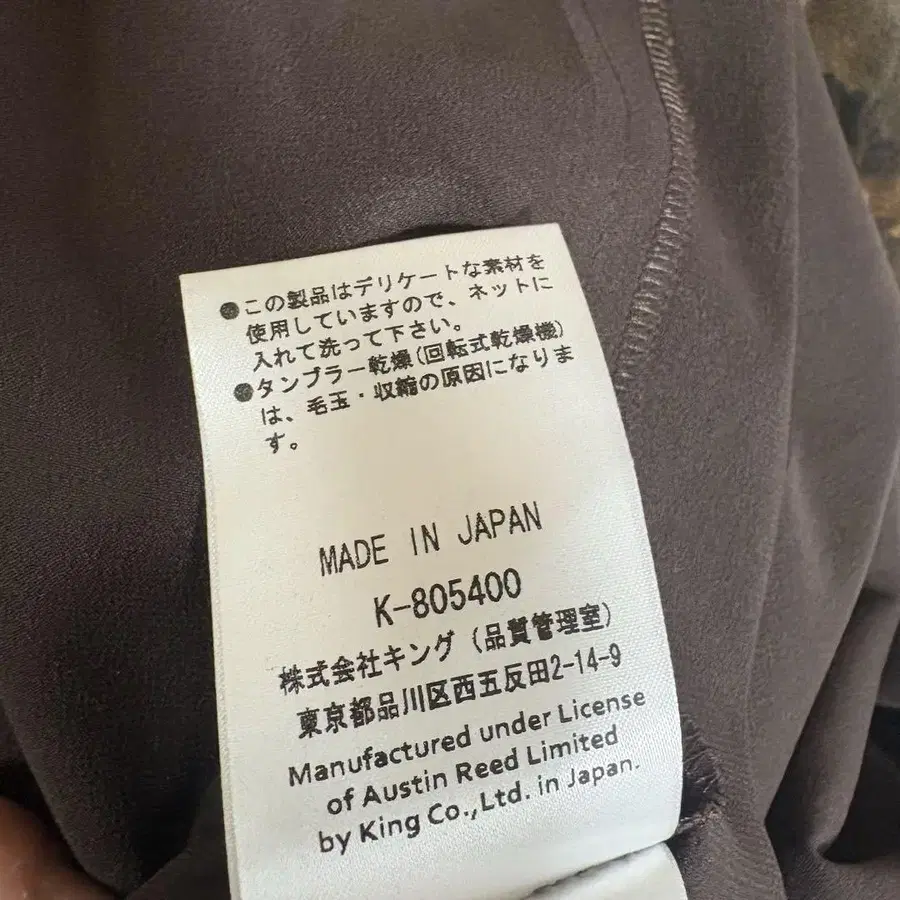 ●この製品はデリケートな素材を
使用していますので、ネットに
入れて洗って下さい。
●タンブラー乾燥(回転式乾燥機)
は、毛玉・収縮の原因になりま
す。
MADE IN JAPAN
K-805400
株式会社キング(品質管理室)
東京都品川区西五反田2-14-9
Manufactured under License
of Austin Reed Limited
by King Co.,Ltd. in Japan.